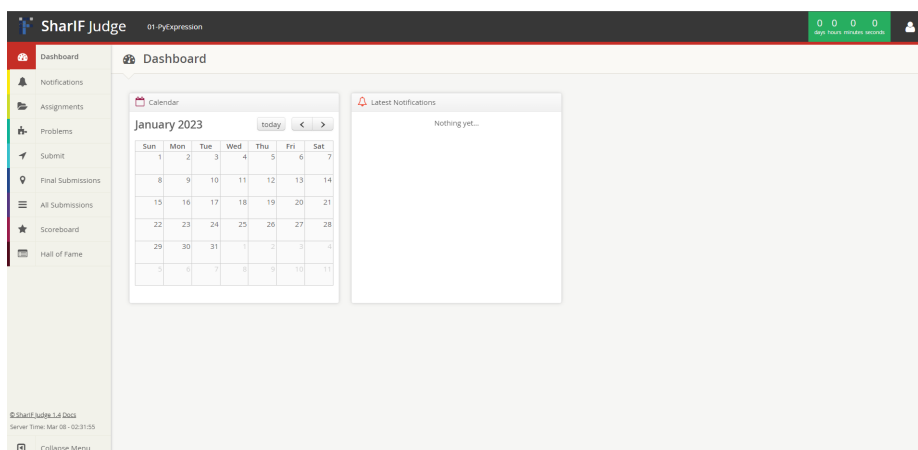 SharIF Judge 01-PyExpression
0 0 0 0
days hours minutes seconds
Dashboard
Notifications
Assignments
Problems
Submit
Final Submissions
All Submissions
Scoreboard
Hall of Fame
© SharIF Judge 1.4 Docs
Server Time: Mar 08 - 02:31:55
Collapse Menu
Dashboard
Calendar
January 2023 today
Sun Mon Tue Wed Thu Fri Sat
1 2 3 4 5 6 7
8 9 10 11 12 13 14
15 16 17 18 19 20 21
22 23 24 25 26 27 28
29 30 31 1 2 3 4
5 6 7 8 9 10 11
Latest Notifications
Nothing yet...